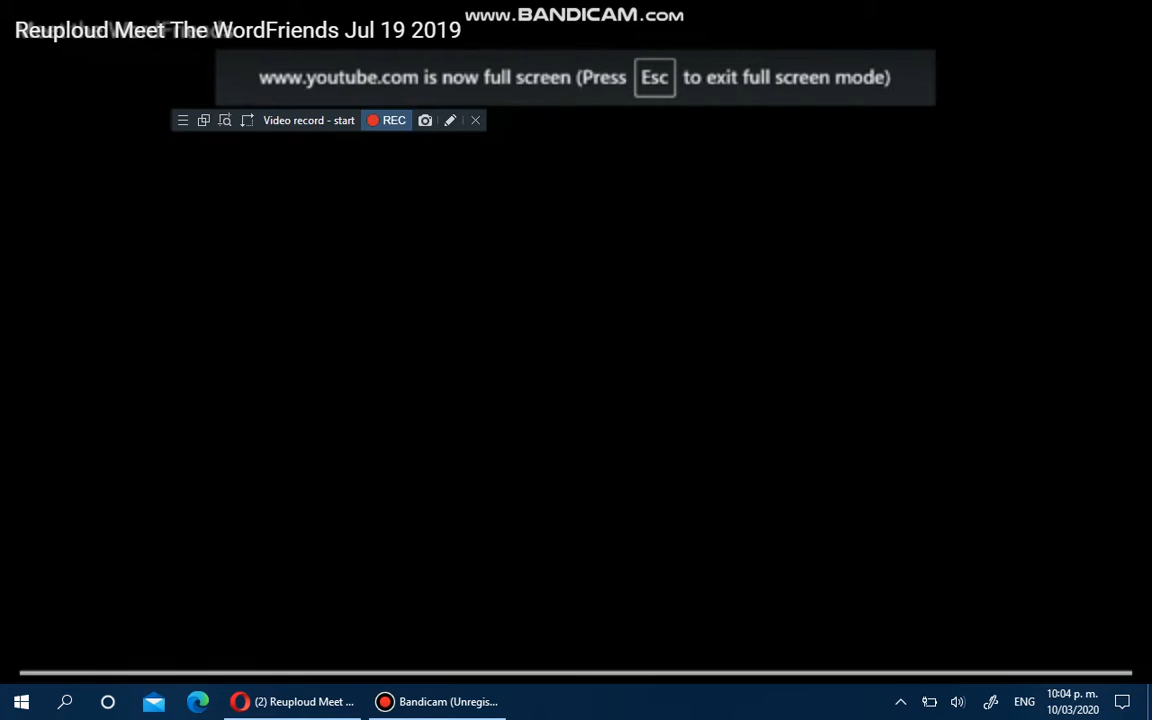 www.BANDICAM.com
Reuploud Meet The WordFriends Jul 19 2019
www.youtube.com is now full screen (Press Esc to exit full screen mode)
Video record - start REC
(2) Reuploud Meet ...
Bandicam (Unregis...
ENG
10:04 p. m.
10/03/2020